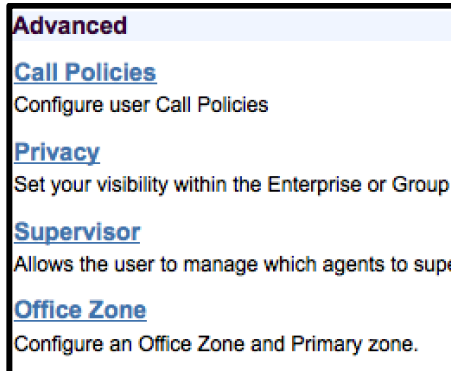 Advanced
Call Policies
Configure user Call Policies
Privacy
Set your visibility within the Enterprise or Group
Supervisor
Allows the user to manage which agents to supe
Office Zone
Configure an Office Zone and Primary zone.